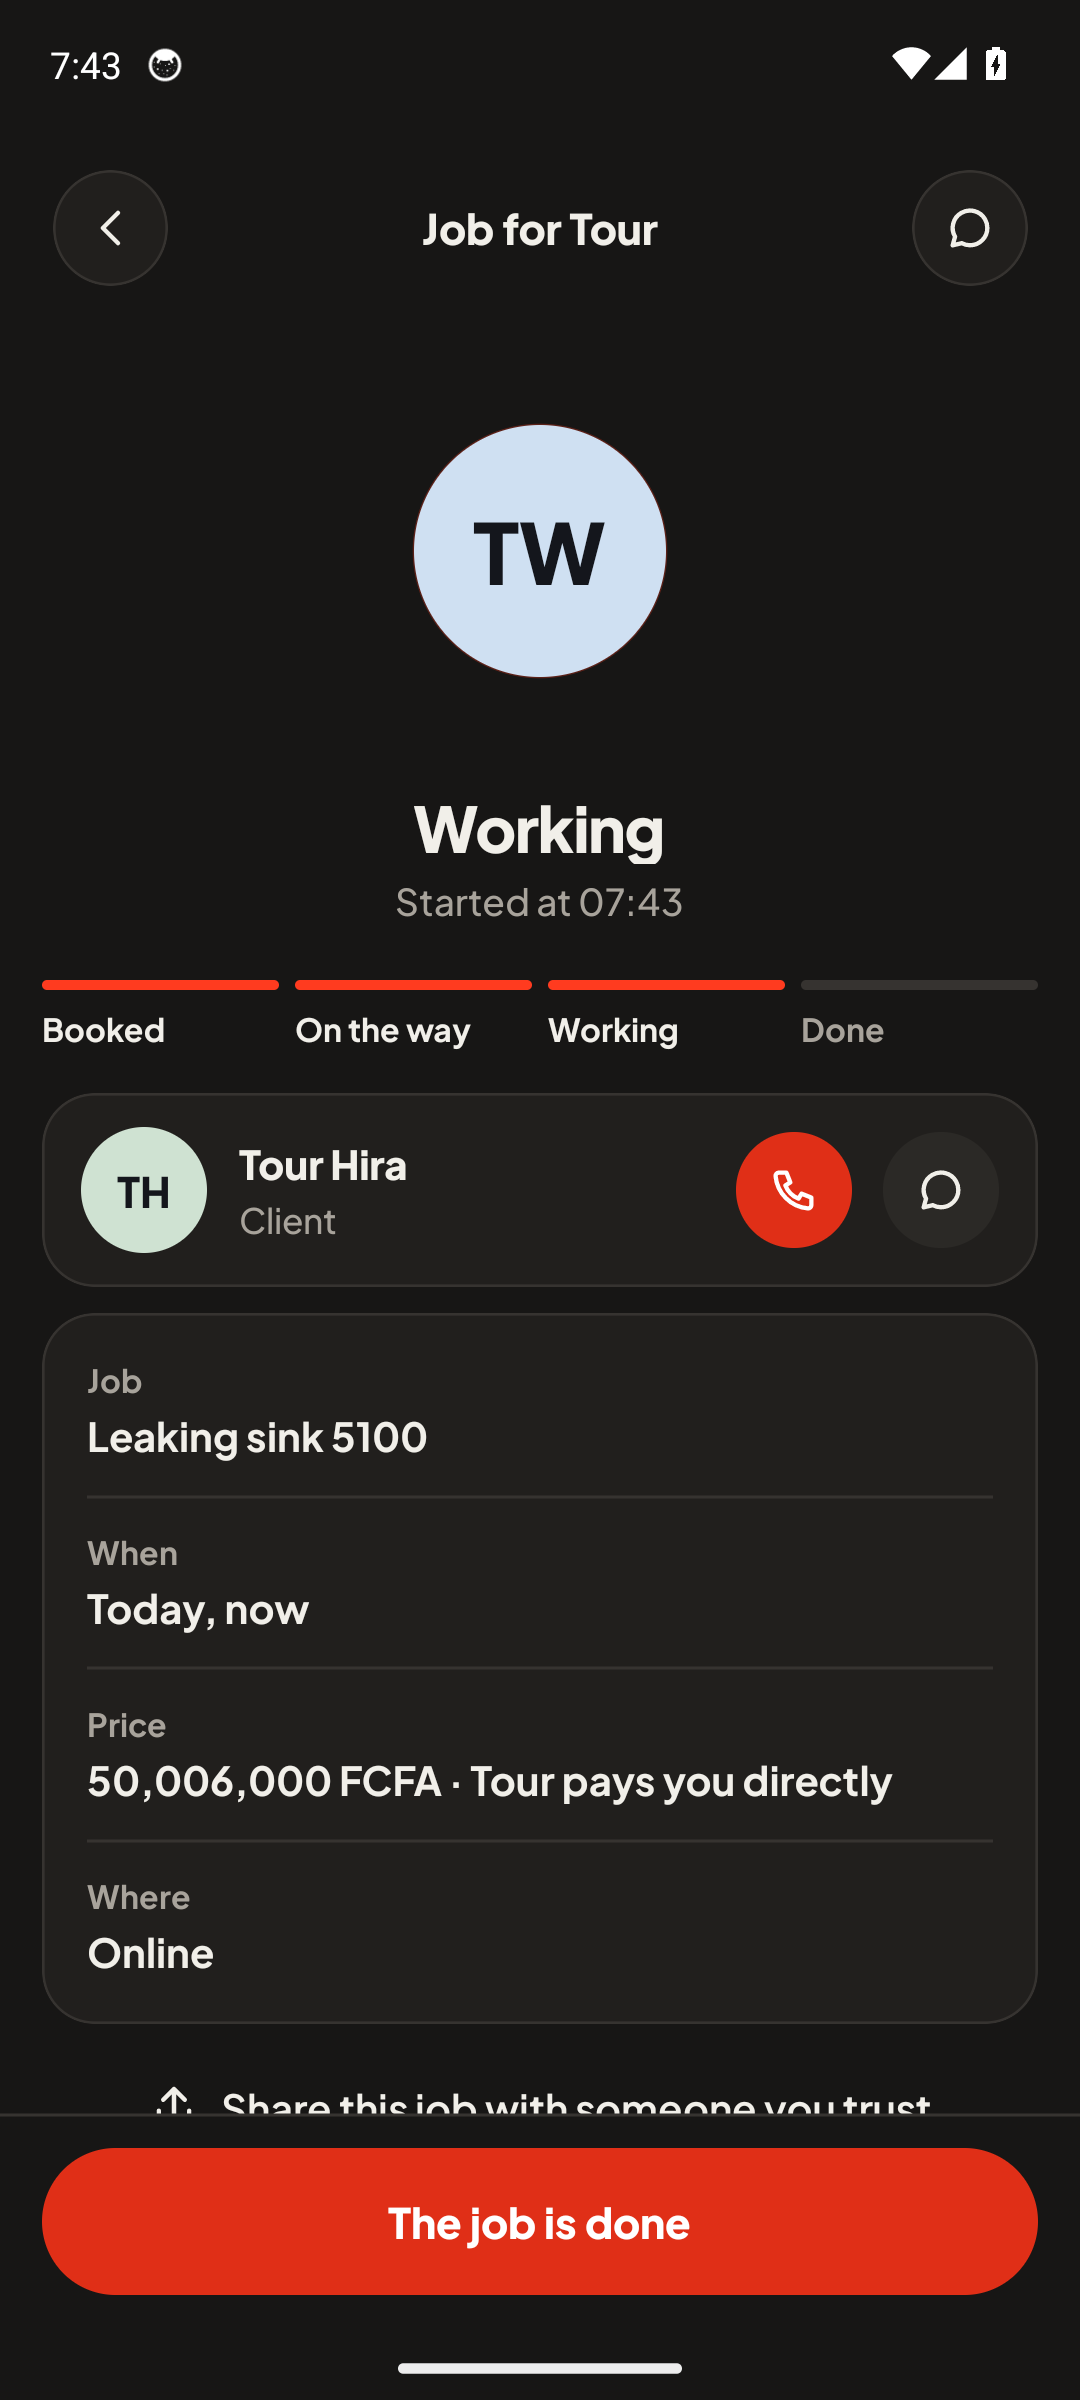 7:43
Job for Tour
TW
Working
Started at 07:43
Booked
On the way
Working
Done
TH
Tour Hira
Client
Job
Leaking sink 5100
When
Today, now
Price
50,006,000 FCFA · Tour pays you directly
Where
Online
Share this job with someone you trust
The job is done